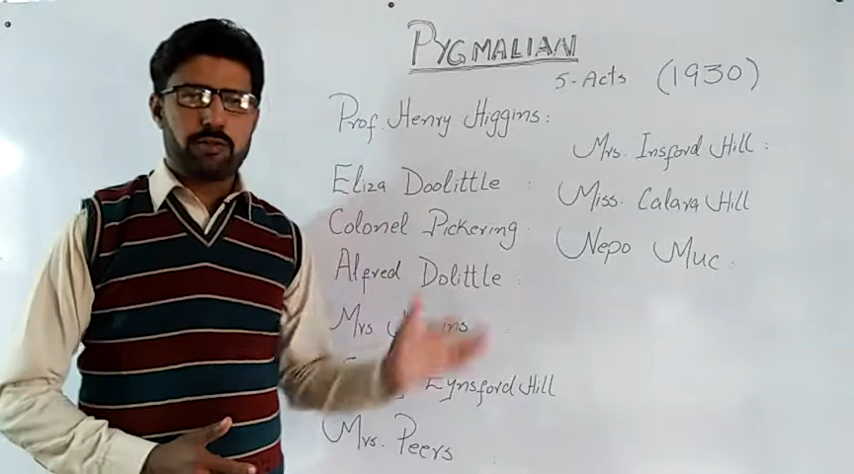 PYGMALIAN
5-Acts (1930)
Prof. Henry Higgins:
Eliza Doolittle :
Colonel Pickering:
Alfred Dolittle :
Mrs
Eynsford Hill
Mrs. Peers :
Mrs. Insford Hill :
Miss. Calara Hill
Nepo Muc :